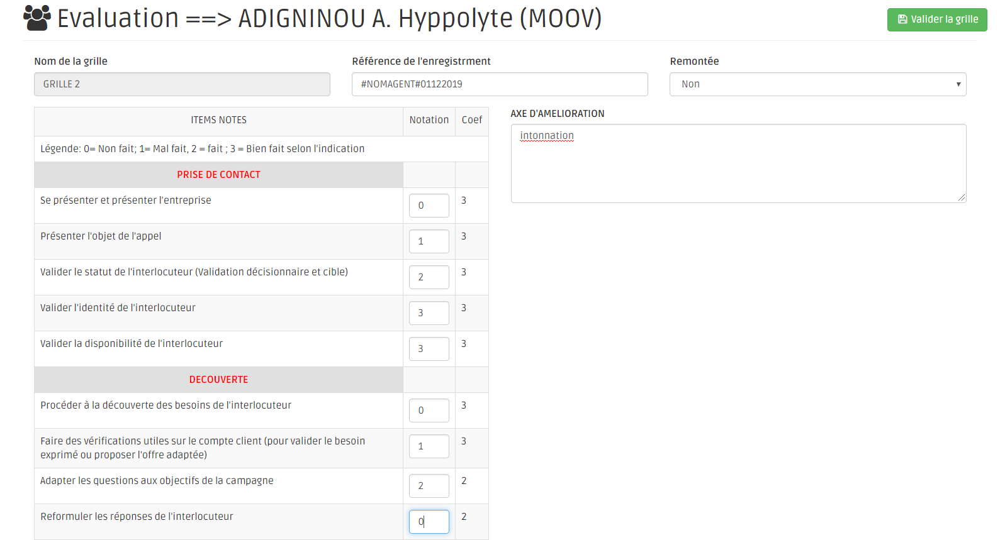 Evaluation ==> ADIGNINOU A. Hyppolyte (MOOV)
Valider la grille
Nom de la grille
Référence de l'enregistrment
Remontée
GRILLE 2
#NOMAGENT#01122019
Non
ITEMS NOTES
Notation
Coef
AXE D'AMELIORATION
intonnation
Légende: 0= Non fait; 1= Mal fait, 2 = fait ; 3 = Bien fait selon l'indication
PRISE DE CONTACT
Se présenter et présenter l'entreprise
0
3
Présenter l'objet de l'appel
1
3
Valider le statut de l'interlocuteur (Validation décisionnaire et cible)
2
3
Valider l'identité de l'interlocuteur
3
3
Valider la disponibilité de l'interlocuteur
3
3
DECOUVERTE
Procéder à la découverte des besoins de l'interlocuteur
0
3
Faire des vérifications utiles sur le compte client (pour valider le besoin
exprimé ou proposer l'offre adaptée)
1
3
Adapter les questions aux objectifs de la campagne
2
2
Reformuler les réponses de l'interlocuteur
0
2